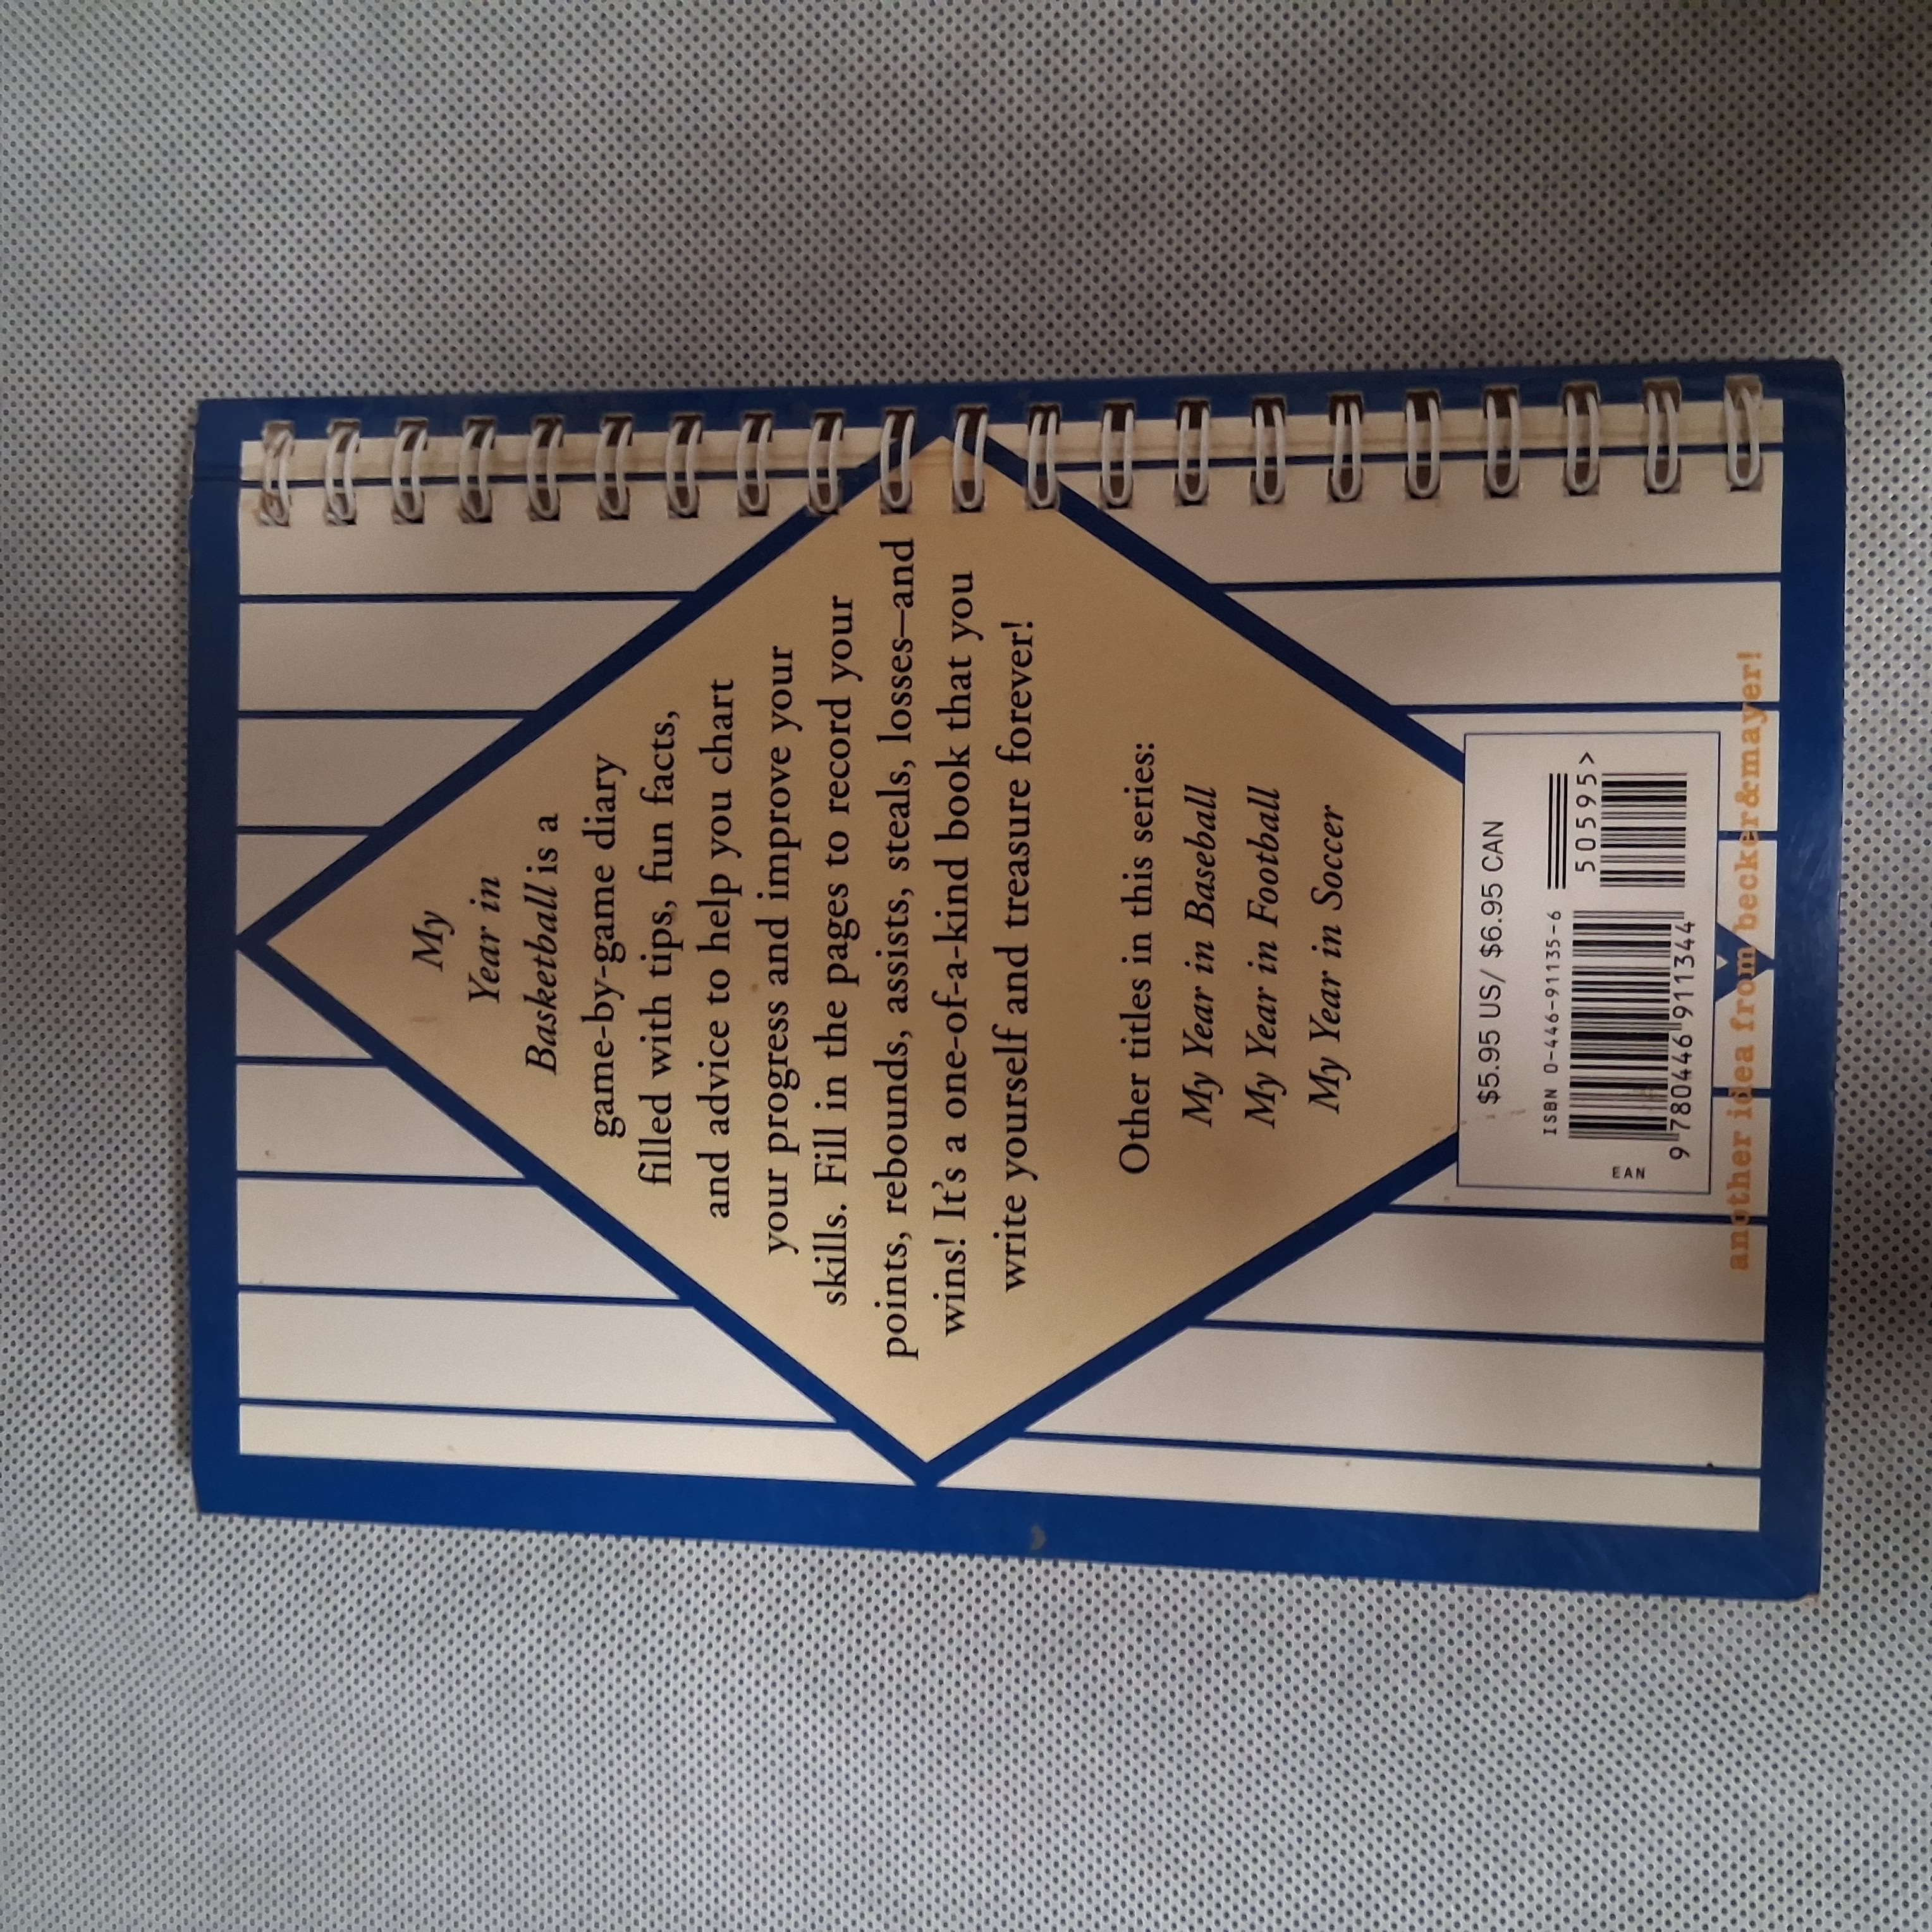 My
Year in
Basketball is a
game-by-game diary
filled with tips, fun facts,
and advice to help you chart
your progress and improve your
skills. Fill in the pages to record your
points, rebounds, assists, steals, losses—and
wins! It's a one-of-a-kind book that you
write yourself and treasure forever!
Other titles in this series:
My Year in Baseball
My Year in Football
My Year in Soccer
$5.95 US/ $6.95 CAN
ISBN 0-446-91135-6
50595>
EAN
9 780446 911344
another idea from becker&mayer!